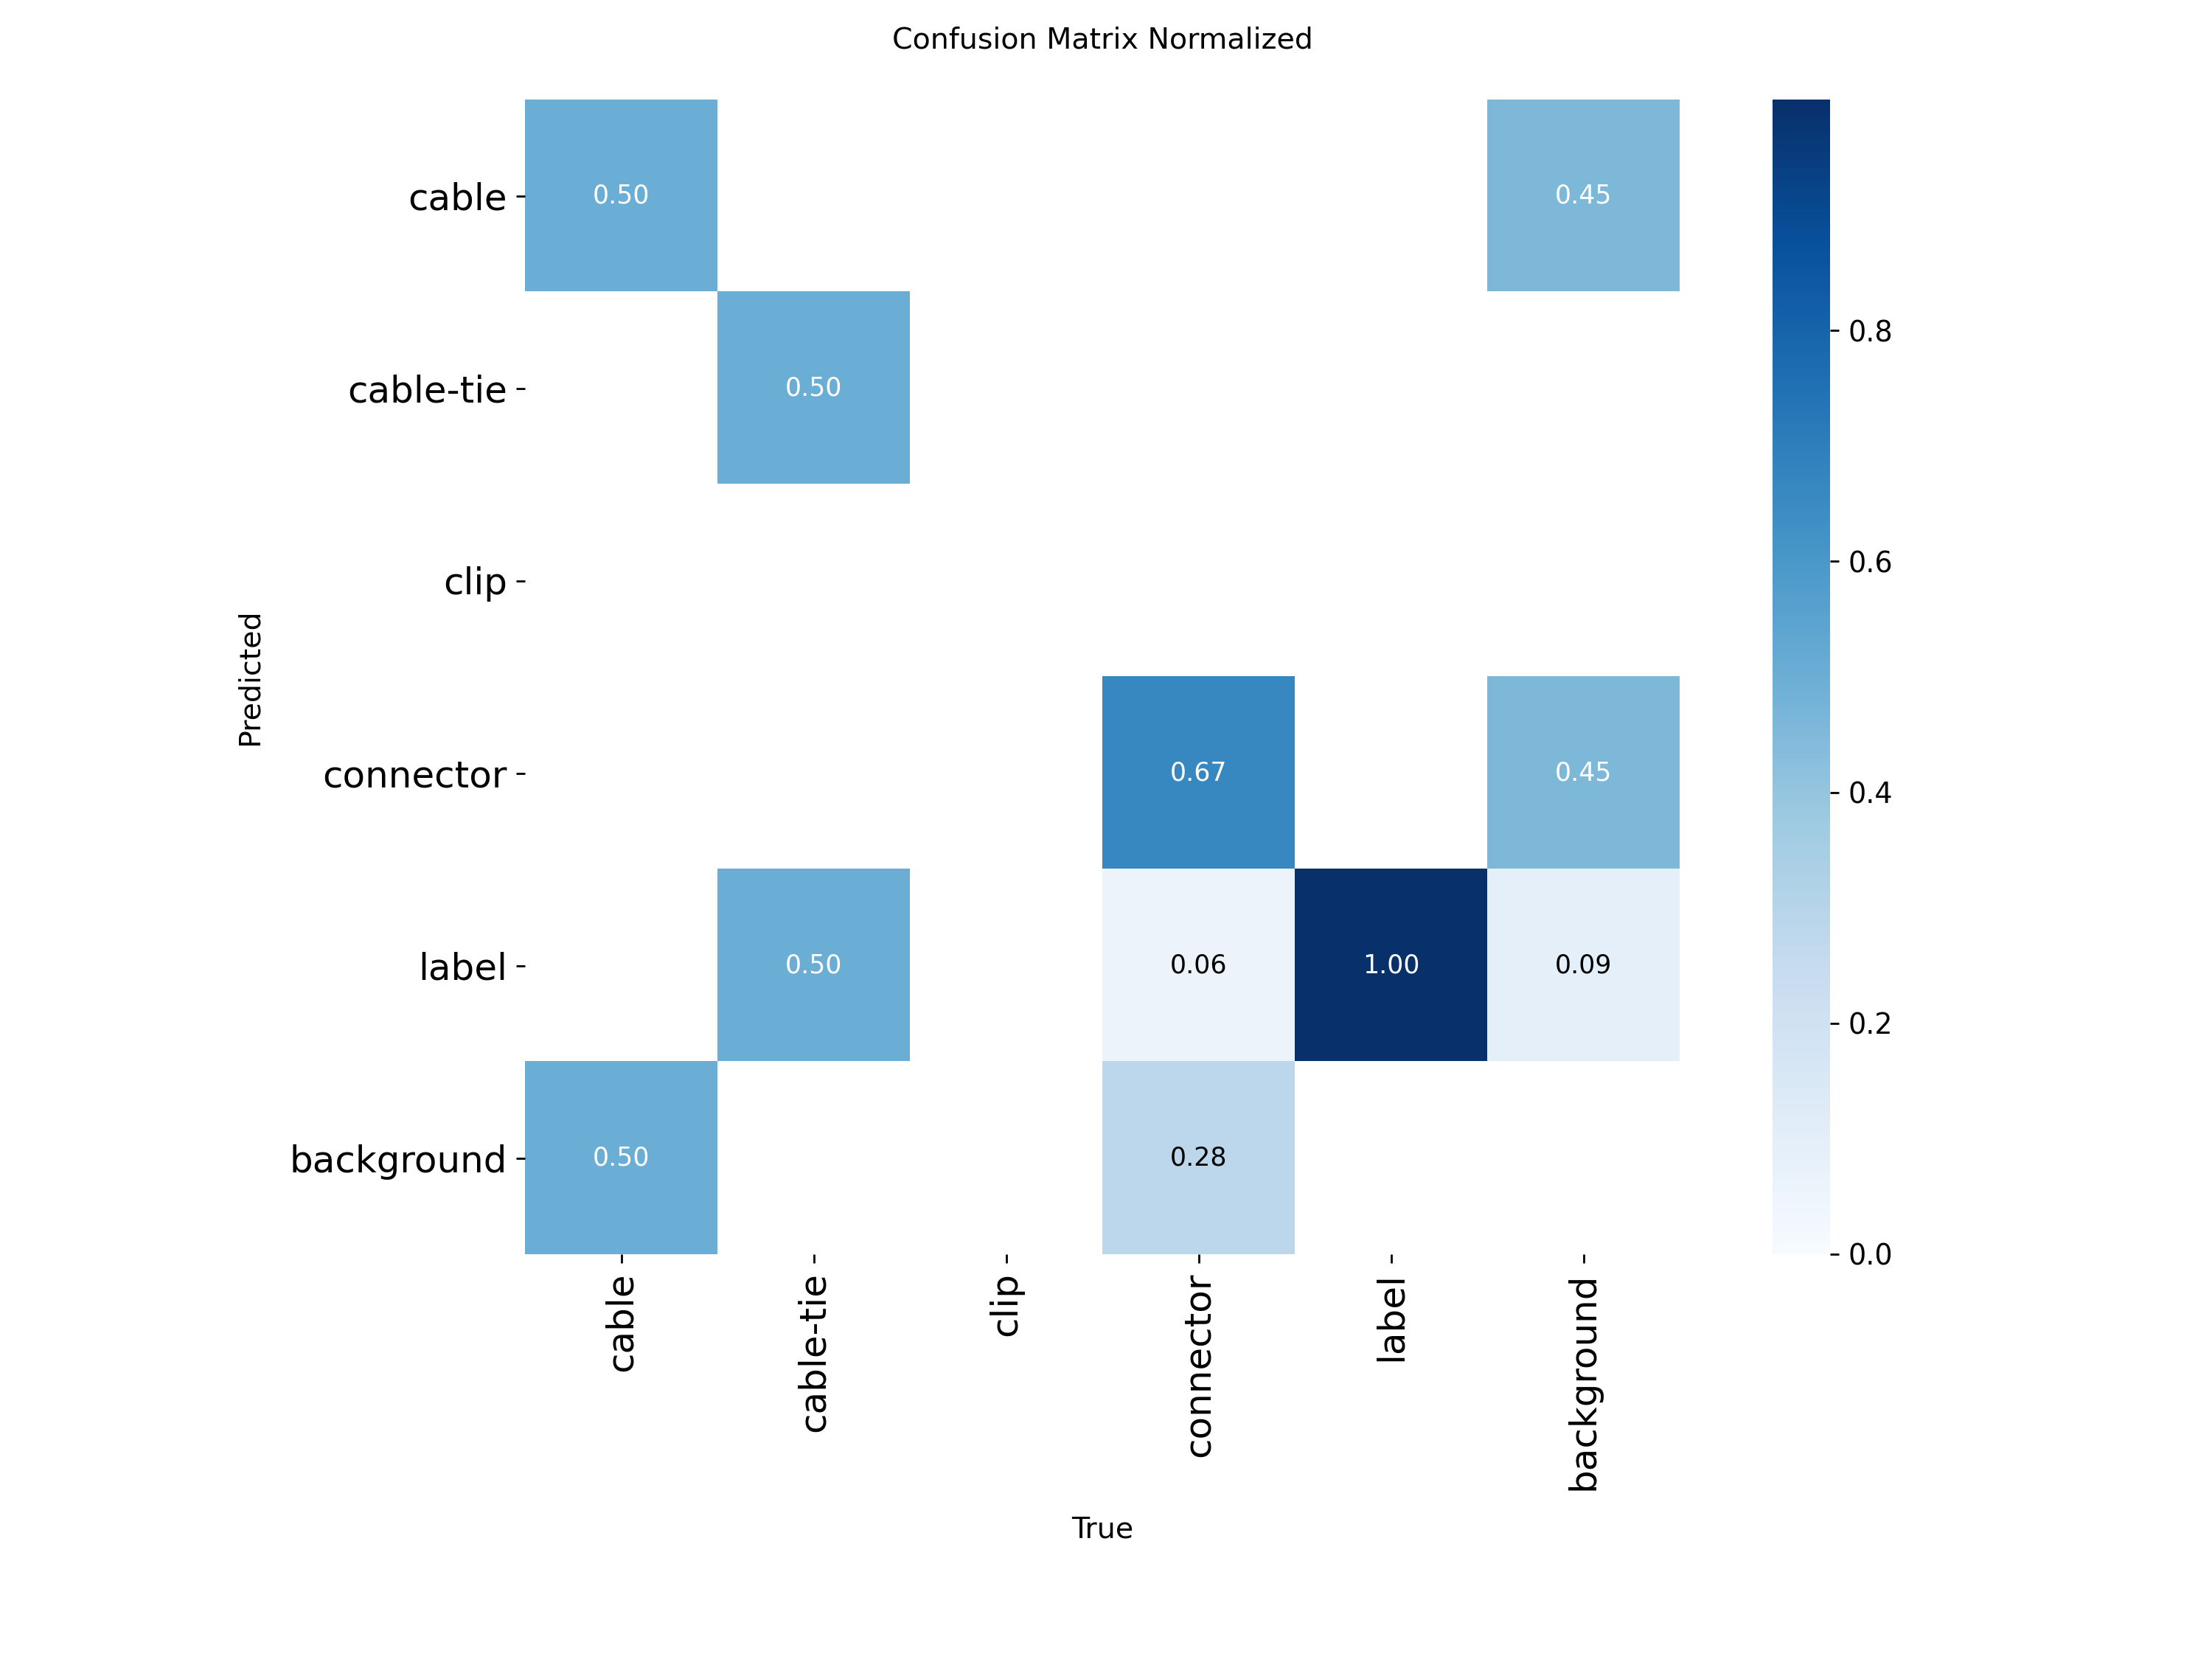 Confusion Matrix Normalized
cable
0.50
0.45
cable-tie
0.50
clip
connector
0.67
0.45
label
0.50
0.06
1.00
0.09
background
0.50
0.28
Predicted
cable
cable-tie
clip
connector
label
background
True
0.8
0.6
0.4
0.2
0.0